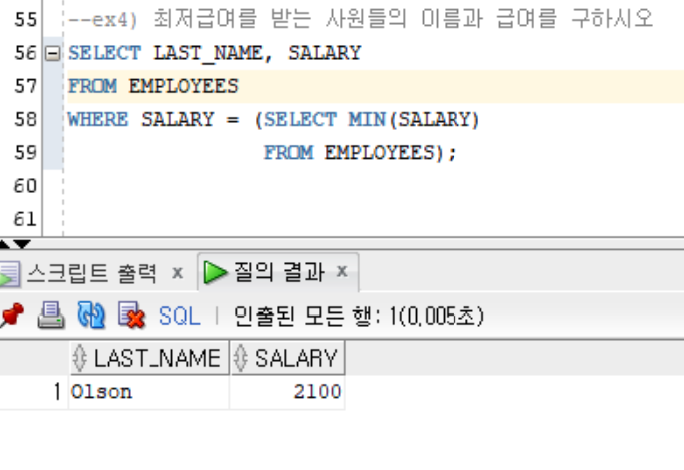 55 --ex4) 최저급여를 받는 사원들의 이름과 급여를 구하시오
56 SELECT LAST_NAME, SALARY
57 FROM EMPLOYEES
58 WHERE SALARY = (SELECT MIN(SALARY)
59 FROM EMPLOYEES);
60
61
스크립트 출력 x 질의 결과 x
SQL | 인출된 모든 행: 1(0,005초)
LAST_NAME SALARY
1 Olson 2100